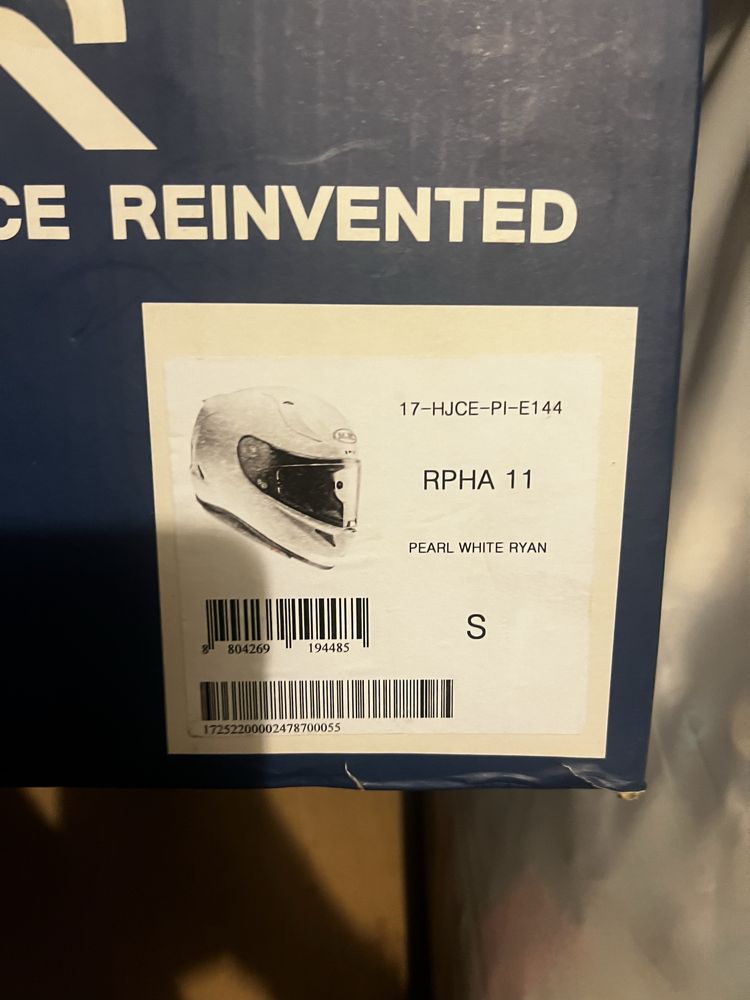 CE REINVENTED
17-HJCE-PI-E144
RPHA 11
PEARL WHITE RYAN
S
8 804269 194485
17252200002478700055